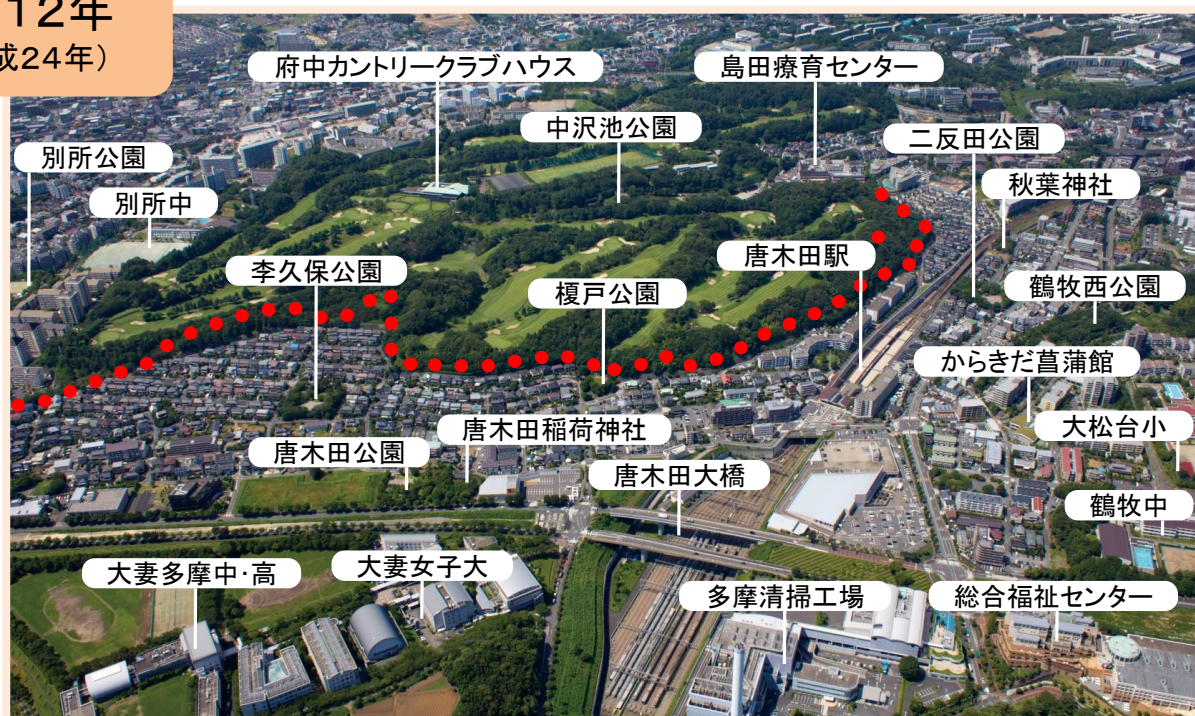 12年
成24年）
府中カントリークラブハウス
島田療育センター
中沢池公園
二反田公園
別所公園
秋葉神社
別所中
唐木田駅
李久保公園
榎戸公園
鶴牧西公園
からきだ菖蒲館
大松台小
唐木田稲荷神社
唐木田公園
唐木田大橋
鶴牧中
大妻女子大
大妻多摩中・高
多摩清掃工場
総合福祉センター